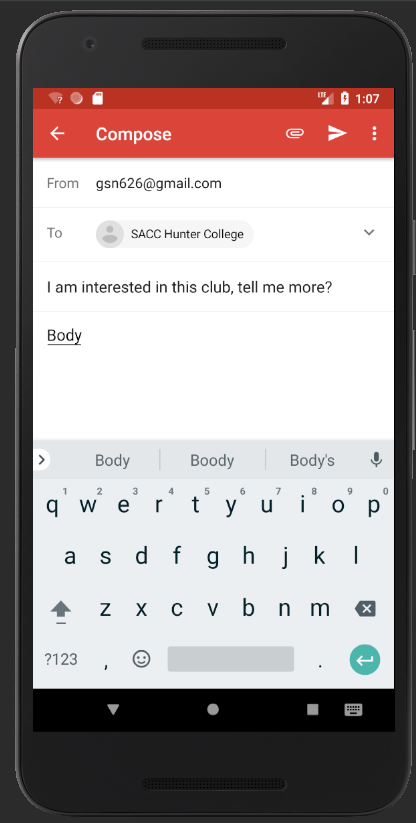 LTE 1:07
Compose
From gsn626@gmail.com
To SACC Hunter College
I am interested in this club, tell me more?
Body
Body Boody Body's
1 2 3 4 5 6 7 8 9 0
q w e r t y u i o p
a s d f g h j k l
z x c v b n m
?123 , .